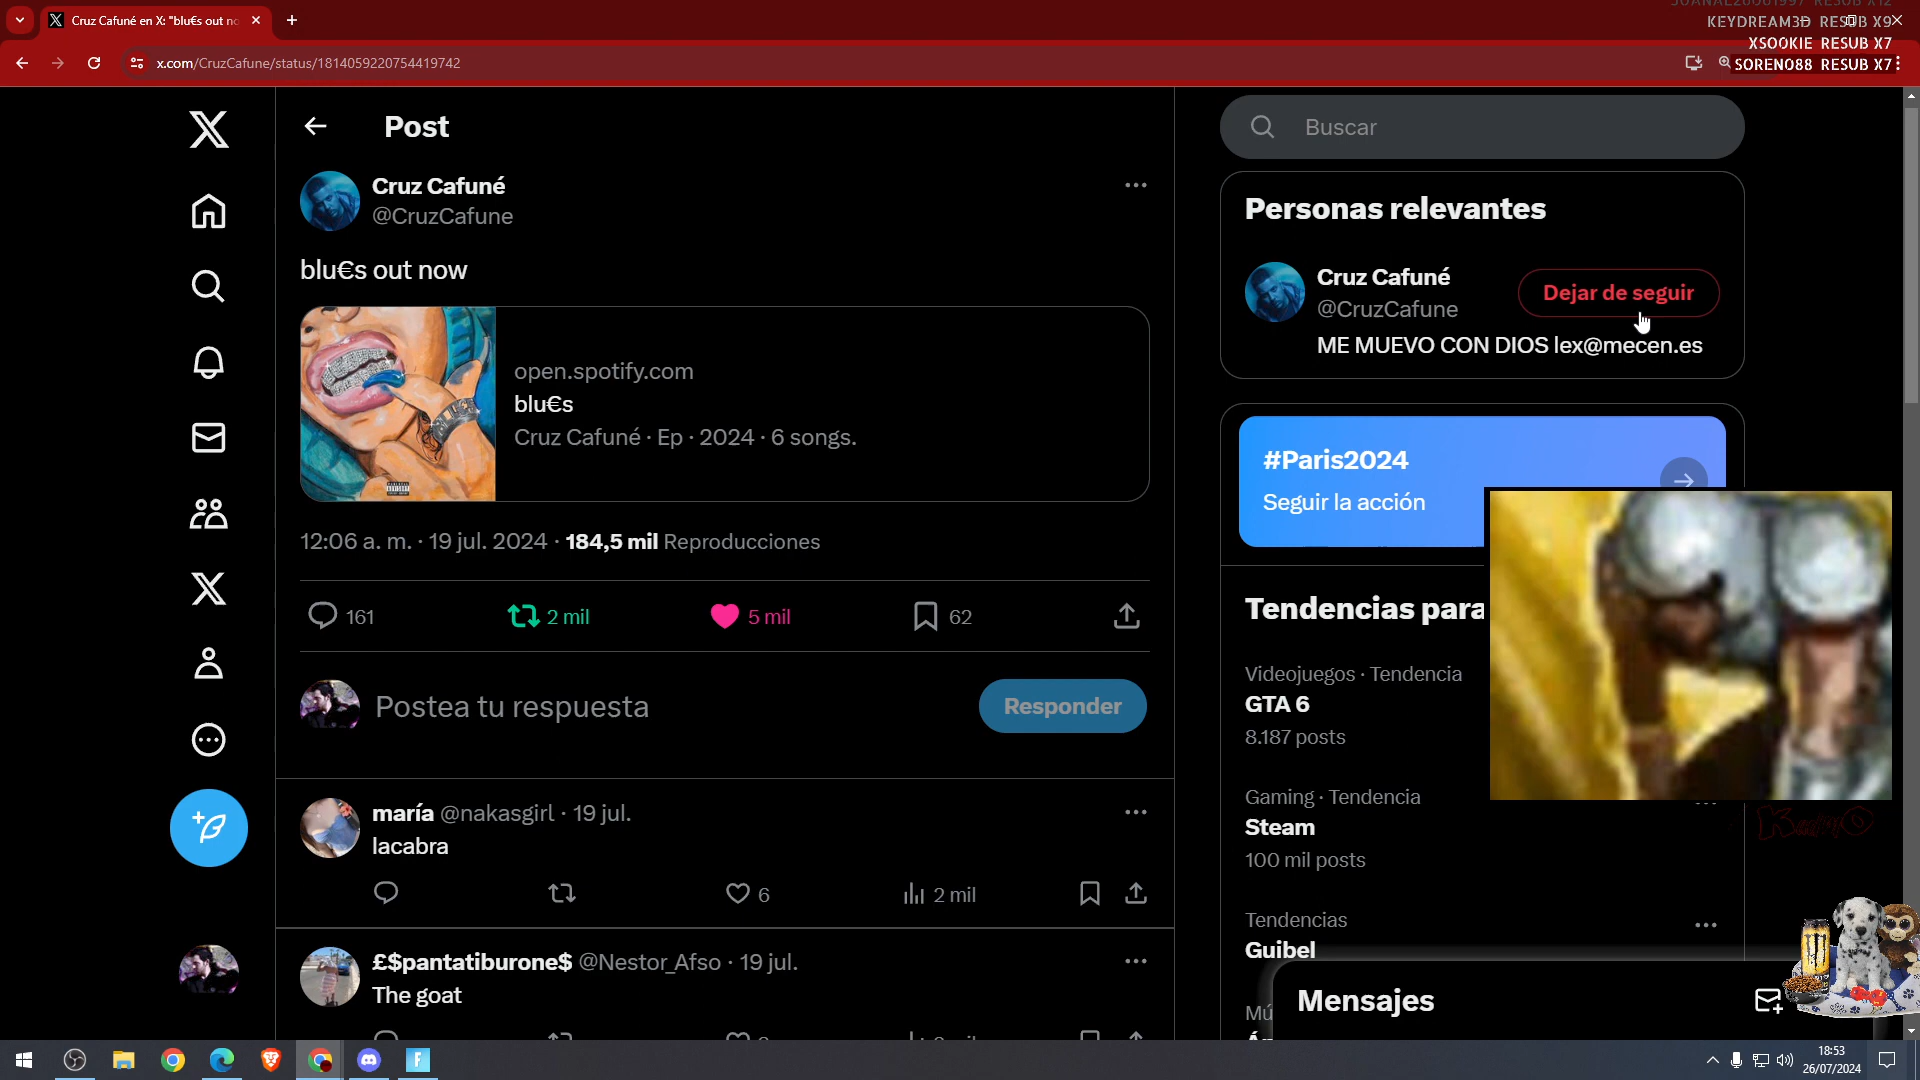 Cruz Cafuné en X: "blu€s out no
KEYDREAM3D RESUB X9
XSOOKIE RESUB X7
SORENO88 RESUB X7
x.com/CruzCafune/status/1814059220754419742
Post
Buscar
Cruz Cafuné
@CruzCafune
blu€s out now
open.spotify.com
blu€s
Cruz Cafuné · Ep · 2024 · 6 songs.
12:06 a. m. · 19 jul. 2024 · 184,5 mil Reproducciones
161
2 mil
5 mil
62
Postea tu respuesta
Responder
maría @nakasgirl · 19 jul.
lacabra
6
2 mil
£$pantatiburone$ @Nestor_Afso · 19 jul.
The goat
Personas relevantes
Cruz Cafuné
@CruzCafune
Dejar de seguir
ME MUEVO CON DIOS lex@mecen.es
#Paris2024
Seguir la acción
Tendencias para
Videojuegos · Tendencia
GTA 6
8.187 posts
Gaming · Tendencia
Steam
100 mil posts
Tendencias
Guibel
Mú
Mensajes
18:53
26/07/2024